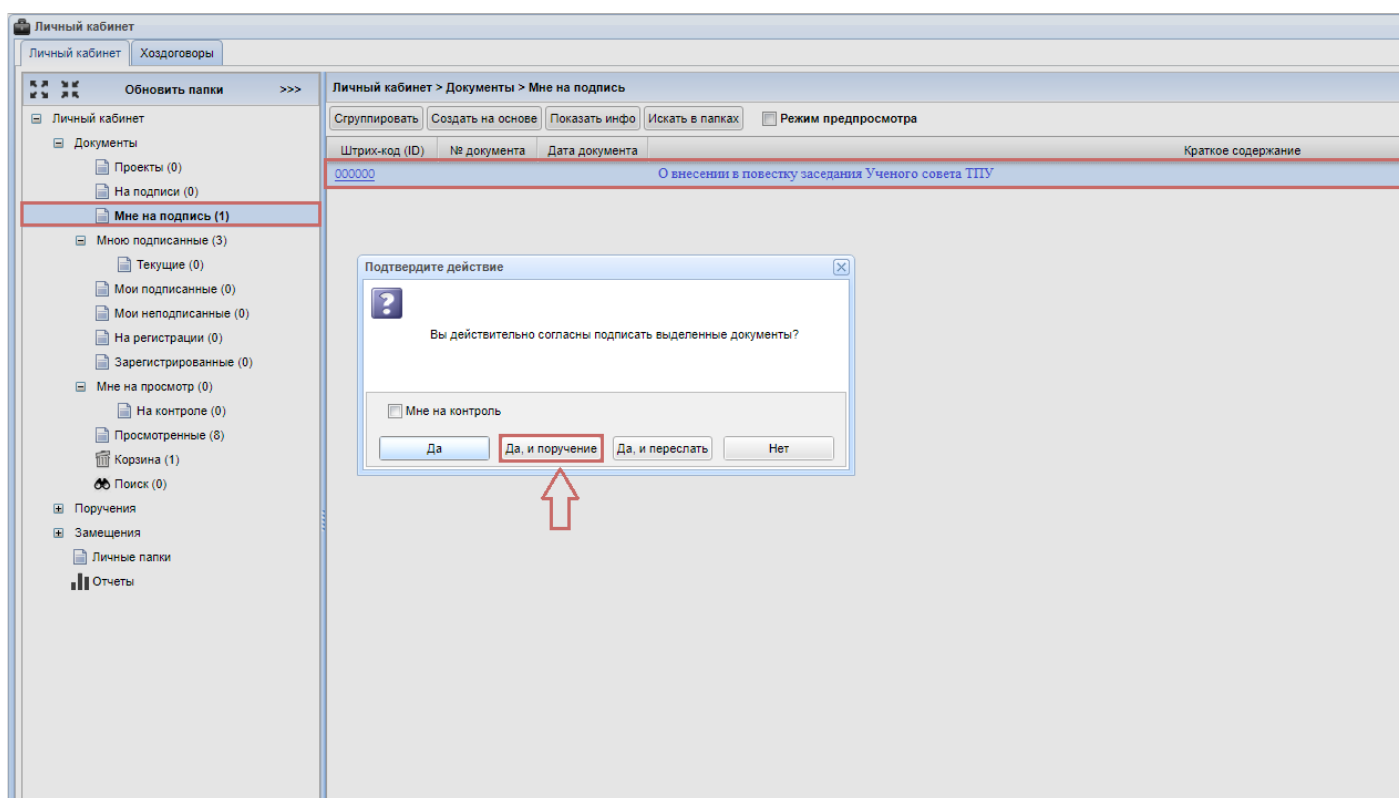 Личный кабинет
Личный кабинет Хоздоговоры
Обновить папки >>>
Личный кабинет
Документы
Проекты (0)
На подписи (0)
Мне на подпись (1)
Мною подписанные (3)
Текущие (0)
Мои подписанные (0)
Мои неподписанные (0)
На регистрации (0)
Зарегистрированные (0)
Мне на просмотр (0)
На контроле (0)
Просмотренные (8)
Корзина (1)
Поиск (0)
Поручения
Замещения
Личные папки
Отчеты
Личный кабинет > Документы > Мне на подпись
Сгруппировать Создать на основе Показать инфо Искать в папках Режим предпросмотра
Штрих-код (ID) № документа Дата документа Краткое содержание
000000 О внесении в повестку заседания Ученого совета ТПУ
Подтвердите действие
Вы действительно согласны подписать выделенные документы?
Мне на контроль
Да Да, и поручение Да, и переслать Нет